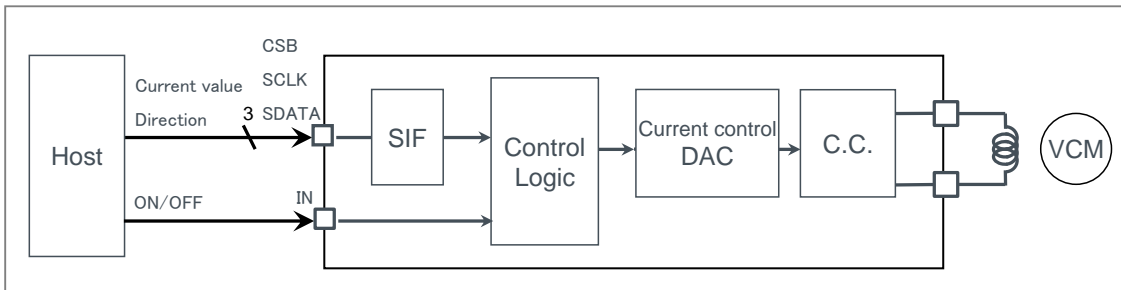 CSB
SCLK
SDATA
Current value
Direction
3
Host
ON/OFF
IN
SIF
Control
Logic
Current control
DAC
C.C.
VCM